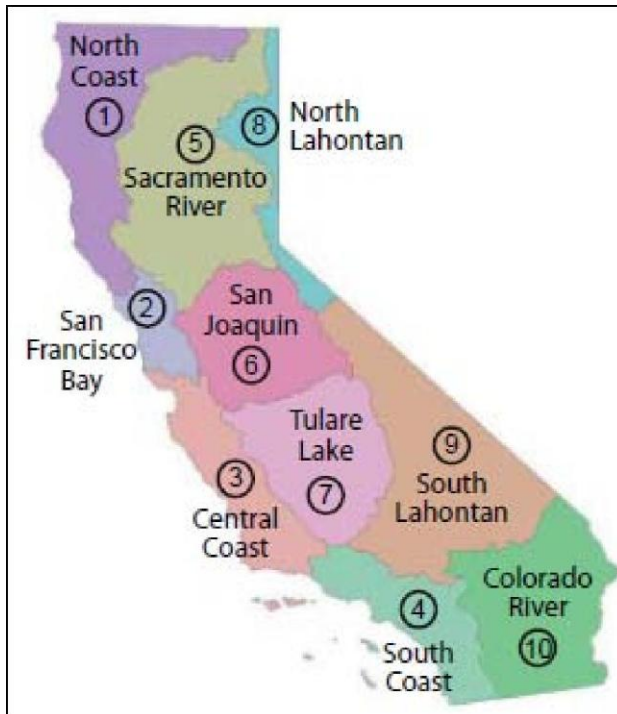 North
Coast
1
8
North
Lahontan
5
Sacramento
River
2
San
Francisco
Bay
San
Joaquin
6
Tulare
Lake
7
3
Central
Coast
9
South
Lahontan
4
South
Coast
Colorado
River
10